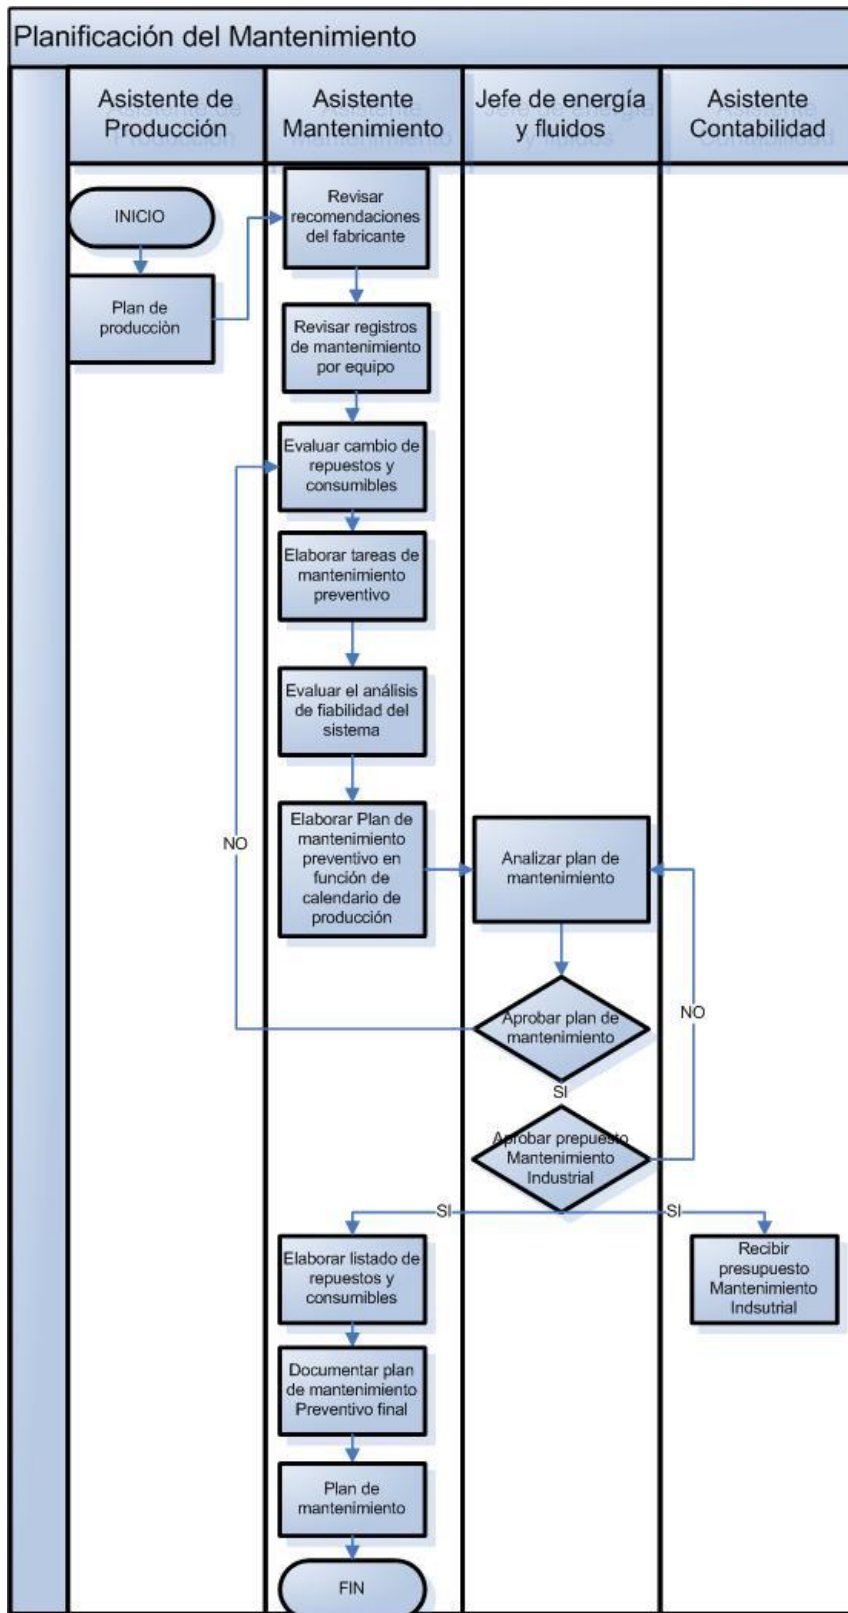 Planificación del Mantenimiento
Asistente de
Producción
Asistente
Mantenimiento
Jefe de energía
y fluidos
Asistente
Contabilidad
INICIO
Plan de
producciòn
Revisar
recomendaciones
del fabricante
Revisar registros
de mantenimiento
por equipo
Evaluar cambio de
repuestos y
consumibles
Elaborar tareas de
mantenimiento
preventivo
Evaluar el análisis
de fiabilidad del
sistema
Elaborar Plan de
mantenimiento
preventivo en
función de
calendario de
producción
NO
Analizar plan de
mantenimiento
Aprobar plan de
mantenimiento
NO
SI
Aprobar prepuesto
Mantenimiento
Industrial
SI
SI
Elaborar listado de
repuestos y
consumibles
Recibir
presupuesto
Mantenimiento
Indsutrial
Documentar plan
de mantenimiento
Preventivo final
Plan de
mantenimiento
FIN